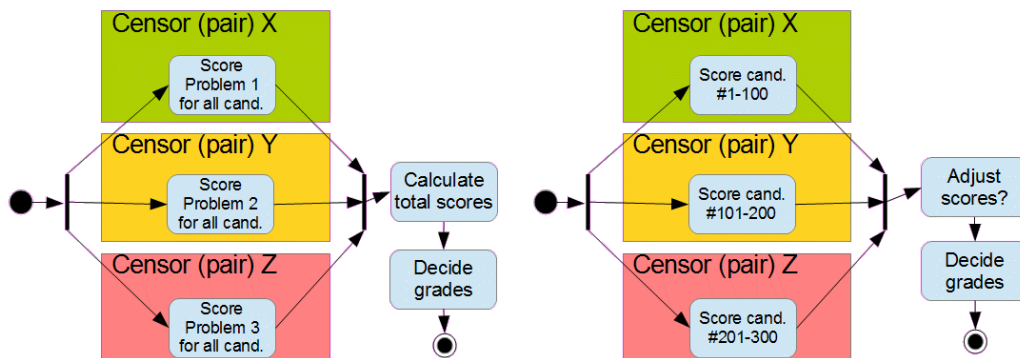 Censor (pair) X
Score
Problem 1
for all cand.
Censor (pair) Y
Score
Problem 2
for all cand.
Censor (pair) Z
Score
Problem 3
for all cand.
Calculate
total scores
Decide
grades
Censor (pair) X
Score cand.
#1-100
Censor (pair) Y
Score cand.
#101-200
Censor (pair) Z
Score cand.
#201-300
Adjust
scores?
Decide
grades